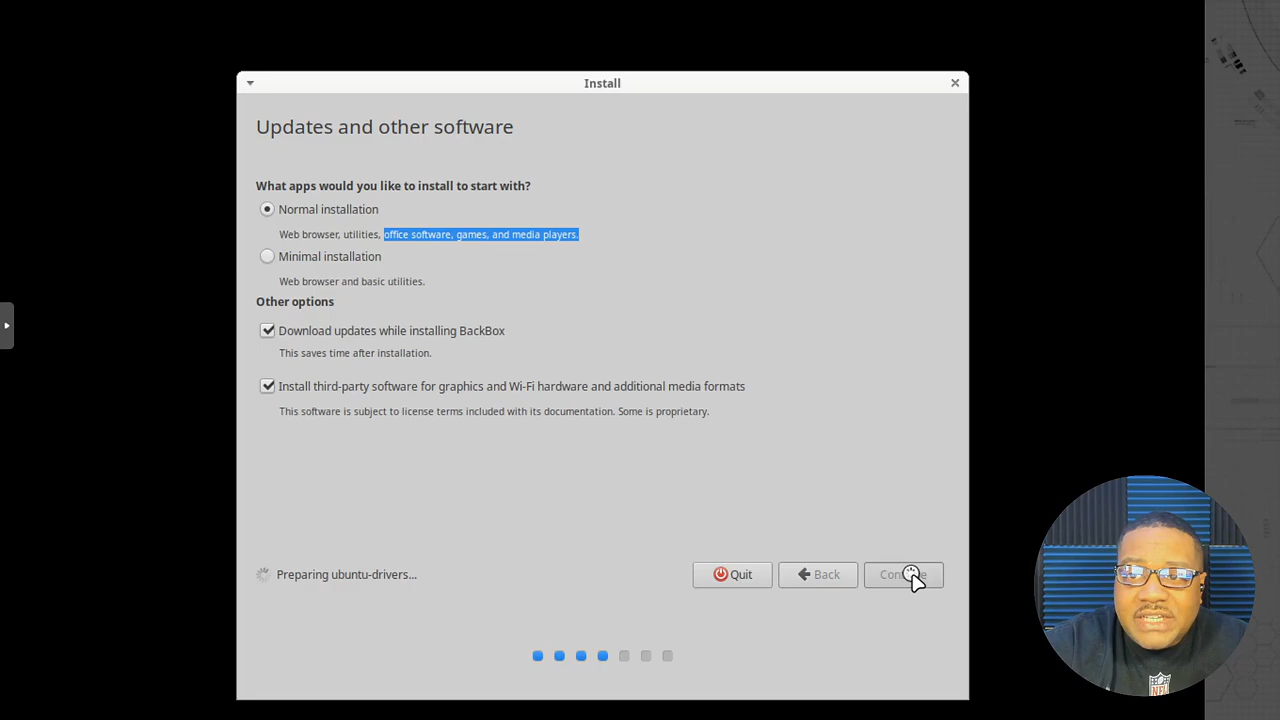 Install
Updates and other software
What apps would you like to install to start with?
Normal installation
Web browser, utilities, office software, games, and media players.
Minimal installation
Web browser and basic utilities.
Other options
Download updates while installing BackBox
This saves time after installation.
Install third-party software for graphics and Wi-Fi hardware and additional media formats
This software is subject to license terms included with its documentation. Some is proprietary.
Preparing ubuntu-drivers...
Quit
Back
NFL